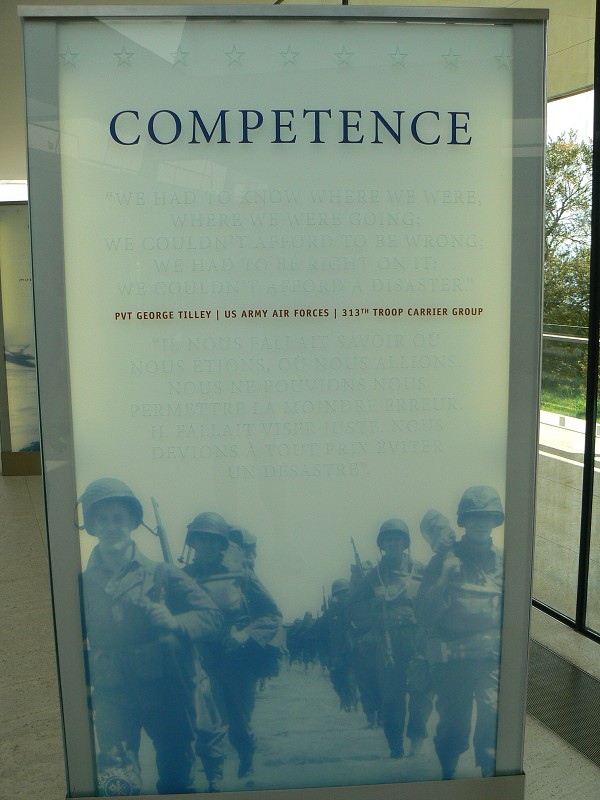 COMPETENCE
"WE HAD TO KNOW WHERE WE WERE,
WHERE WE WERE GOING;
WE COULDN'T AFFORD TO BE WRONG;
WE HAD TO BE RIGHT ON IT;
WE COULDN'T AFFORD A DISASTER."
PVT GEORGE TILLEY | US ARMY AIR FORCES | 313TH TROOP CARRIER GROUP
"IL NOUS FALLAIT SAVOIR OÙ
NOUS ÉTIONS, OÙ NOUS ALLIONS.
NOUS NE POUVIONS NOUS
PERMETTRE LA MOINDRE ERREUR.
IL FALLAIT VISER JUSTE. NOUS
DEVIONS À TOUT PRIX ÉVITER
UN DÉSASTRE".